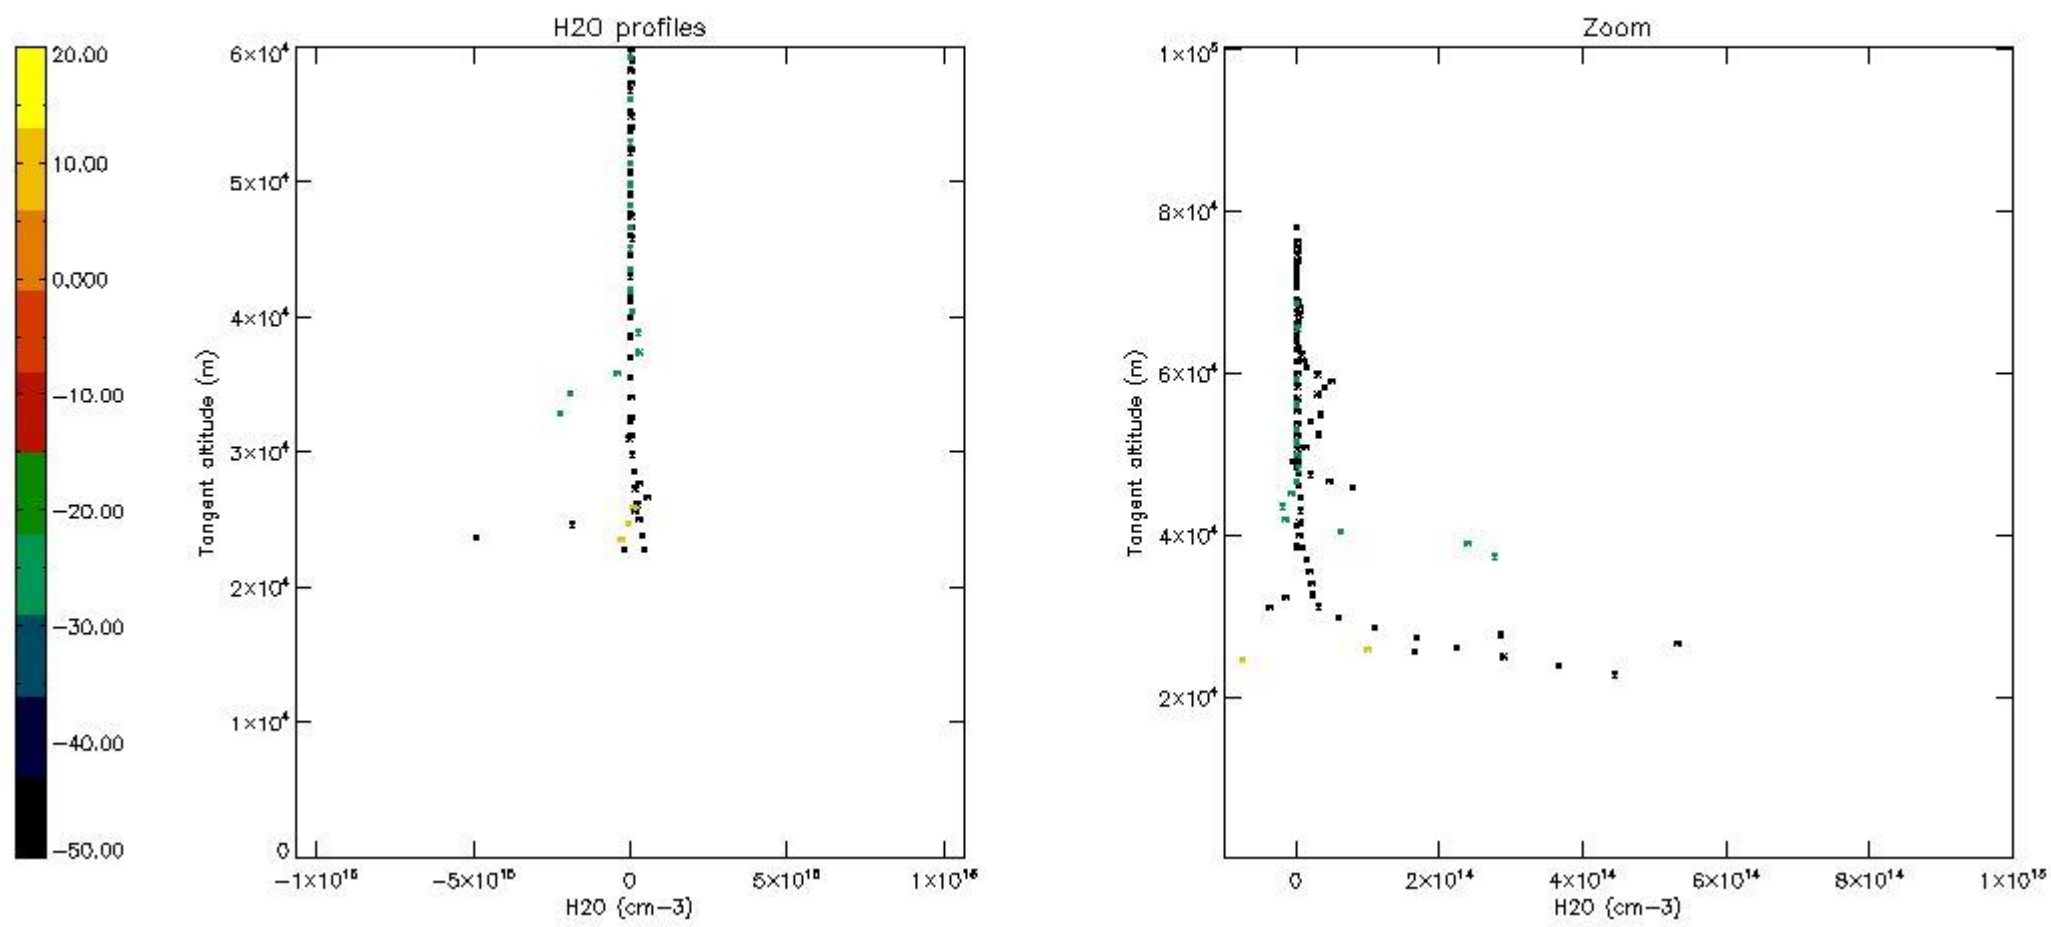 H2O profiles
20.00
10.00
0.000
−10.00
−20.00
−30.00
−40.00
−50.00
Tangent altitude (m)
6×10⁴
5×10⁴
4×10⁴
3×10⁴
2×10⁴
1×10⁴
0
−1×10¹⁶ −5×10¹⁵ 0 5×10¹⁵ 1×10¹⁶
H2O (cm−3)
Zoom
Tangent altitude (m)
1×10⁵
8×10⁴
6×10⁴
4×10⁴
2×10⁴
0 2×10¹⁴ 4×10¹⁴ 6×10¹⁴ 8×10¹⁴ 1×10¹⁵
H2O (cm−3)